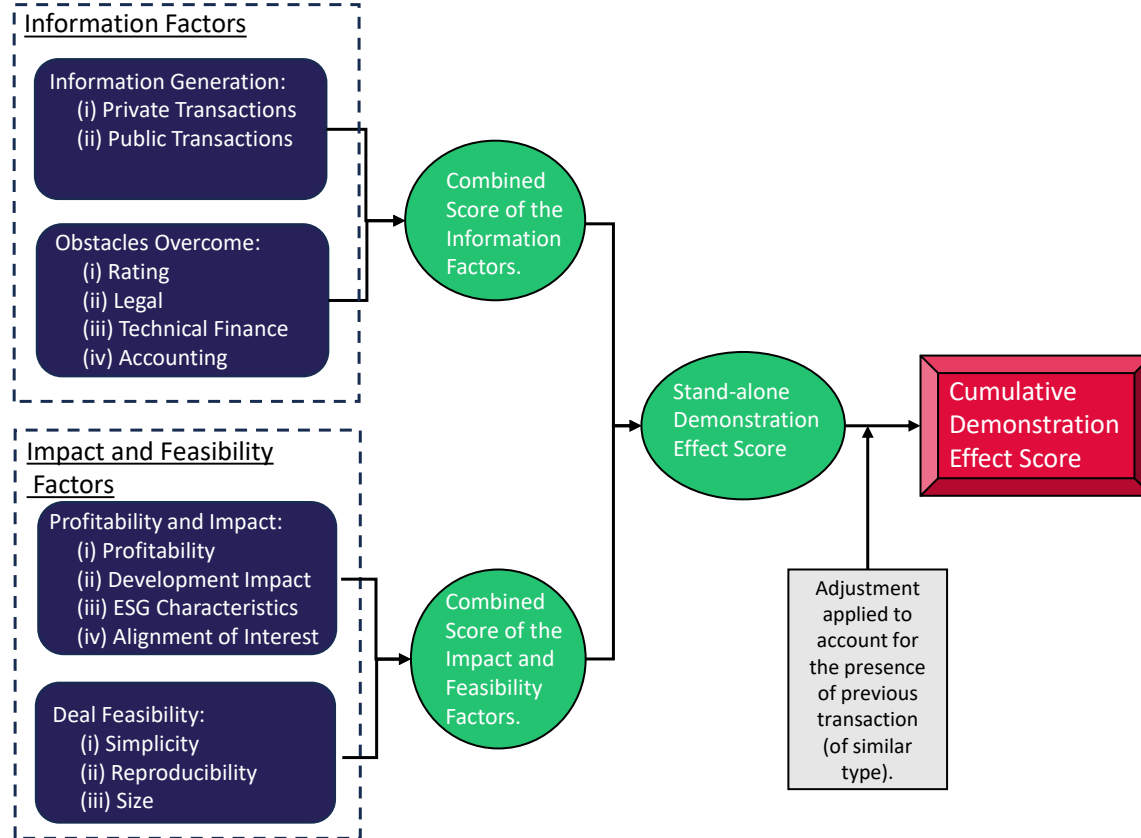 Information Factors
Information Generation:
(i) Private Transactions
(ii) Public Transactions
Obstacles Overcome:
(i) Rating
(ii) Legal
(iii) Technical Finance
(iv) Accounting
Combined
Score of the
Information
Factors.
Impact and Feasibility
Factors
Profitability and Impact:
(i) Profitability
(ii) Development Impact
(iii) ESG Characteristics
(iv) Alignment of Interest
Deal Feasibility:
(i) Simplicity
(ii) Reproducibility
(iii) Size
Combined
Score of the
Impact and
Feasibility
Factors.
Stand-alone
Demonstration
Effect Score
Adjustment
applied to
account for
the presence
of previous
transaction
(of similar
type).
Cumulative
Demonstration
Effect Score